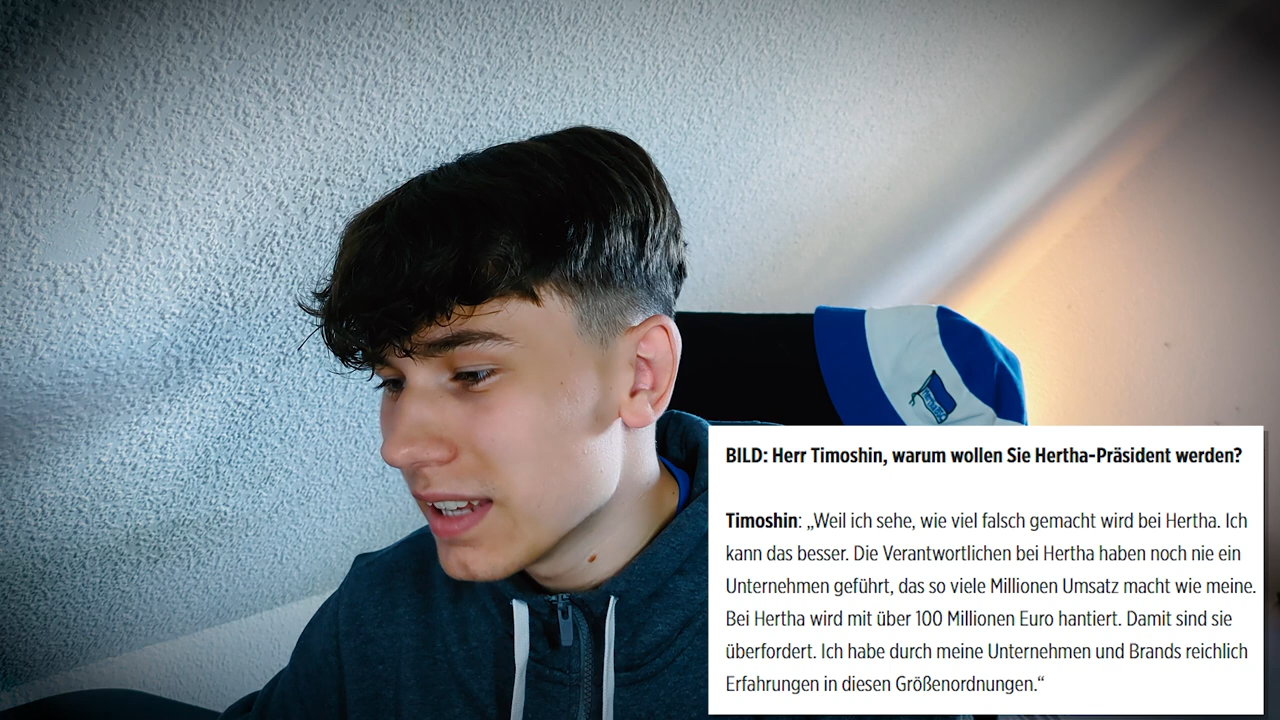 BILD: Herr Timoshin, warum wollen Sie Hertha-Präsident werden?
Timoshin: „Weil ich sehe, wie viel falsch gemacht wird bei Hertha. Ich
kann das besser. Die Verantwortlichen bei Hertha haben noch nie ein
Unternehmen geführt, das so viele Millionen Umsatz macht wie meine.
Bei Hertha wird mit über 100 Millionen Euro hantiert. Damit sind sie
überfordert. Ich habe durch meine Unternehmen und Brands reichlich
Erfahrungen in diesen Größenordnungen.“